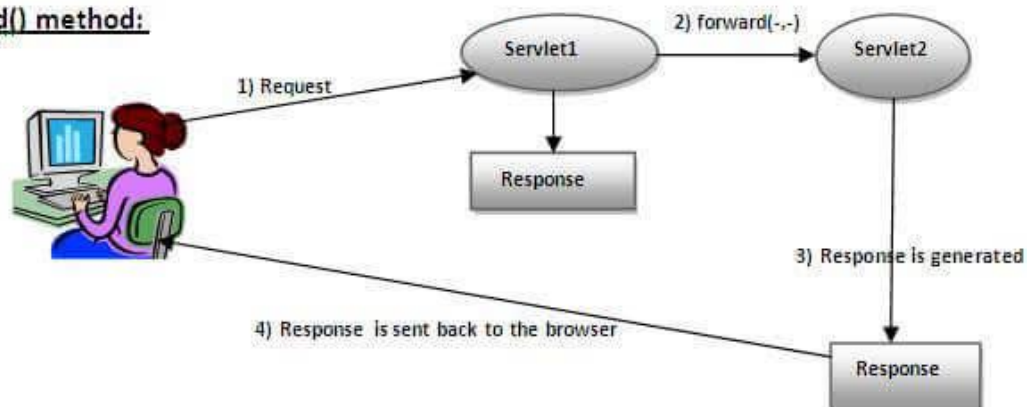 d() method:
2) forward(-,-)
Servlet1
Servlet2
1) Request
Response
3) Response is generated
4) Response is sent back to the browser
Response